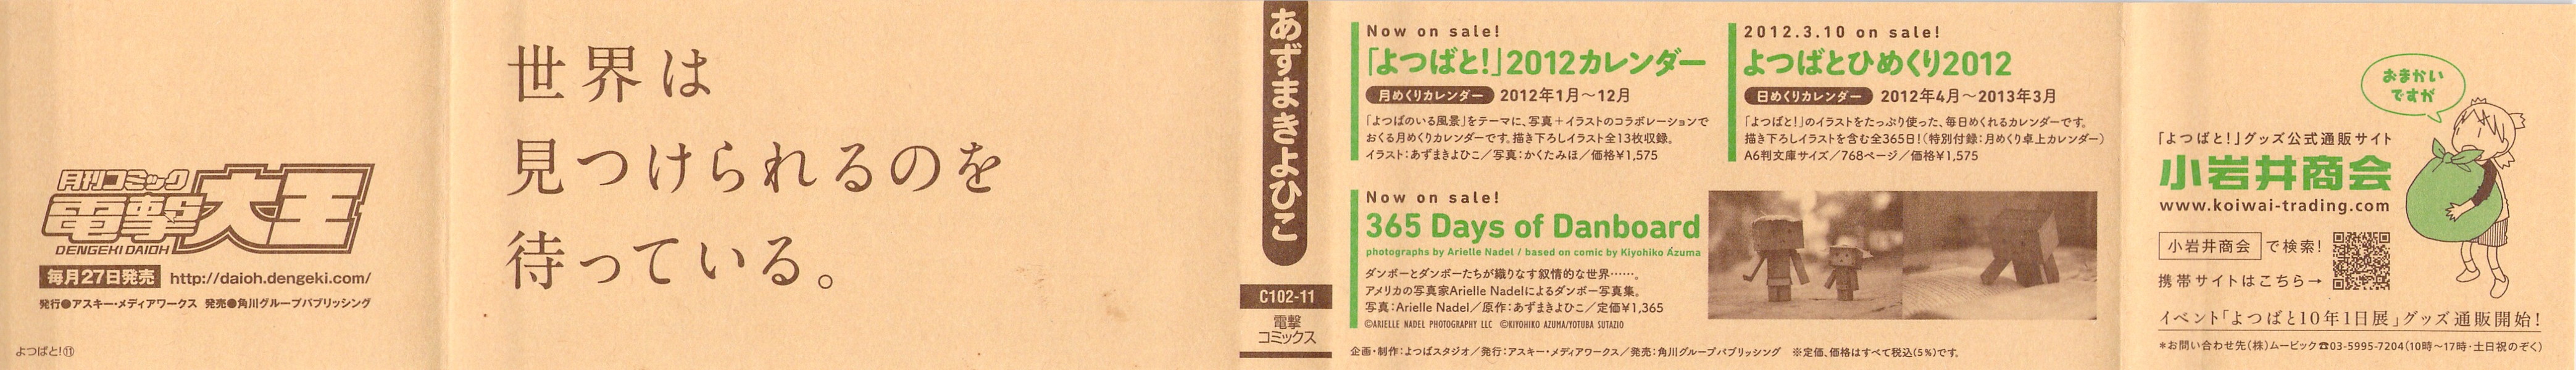 月刊コミック
電撃大王
DENGEKI DAIOH
毎月27日発売 http://daioh.dengeki.com/
発行●アスキー・メディアワークス 発売●角川グループパブリッシング
よつばと!⑪
世界は
見つけられるのを
待っている。
あずまきよひこ
C102-11
電撃
コミックス
Now on sale!
「よつばと!」2012カレンダー
月めくりカレンダー 2012年1月～12月
「よつばのいる風景」をテーマに、写真＋イラストのコラボレーションで
おくる月めくりカレンダーです。描き下ろしイラスト全13枚収録。
イラスト:あずまきよひこ／写真:かくたみほ／価格¥1,575
2012.3.10 on sale!
よつばとひめくり2012
日めくりカレンダー 2012年4月～2013年3月
「よつばと!」のイラストをたっぷり使った、毎日めくれるカレンダーです。
描き下ろしイラストを含む全365日!(特別付録:月めくり卓上カレンダー)
A6判文庫サイズ／768ページ／価格¥1,575
Now on sale!
365 Days of Danboard
photographs by Arielle Nadel / based on comic by Kiyohiko Azuma
ダンボーとダンボーたちが織りなす叙情的な世界……。
アメリカの写真家Arielle Nadelによるダンボー写真集。
写真:Arielle Nadel／原作:あずまきよひこ／定価¥1,365
©ARIELLE NADEL PHOTOGRAPHY LLC ©KIYOHIKO AZUMA/YOTUBA SUTAZIO
企画・制作:よつばスタジオ／発行:アスキー・メディアワークス／発売:角川グループパブリッシング ※定価、価格はすべて税込(5%)です。
おまかい
ですが
「よつばと!」グッズ公式通販サイト
小岩井商会
www.koiwai-trading.com
小岩井商会 で検索!
携帯サイトはこちら→
イベント「よつばと10年1日展」グッズ通販開始!
*お問い合わせ先(株)ムービック☎03-5995-7204(10時～17時・土日祝のぞく)